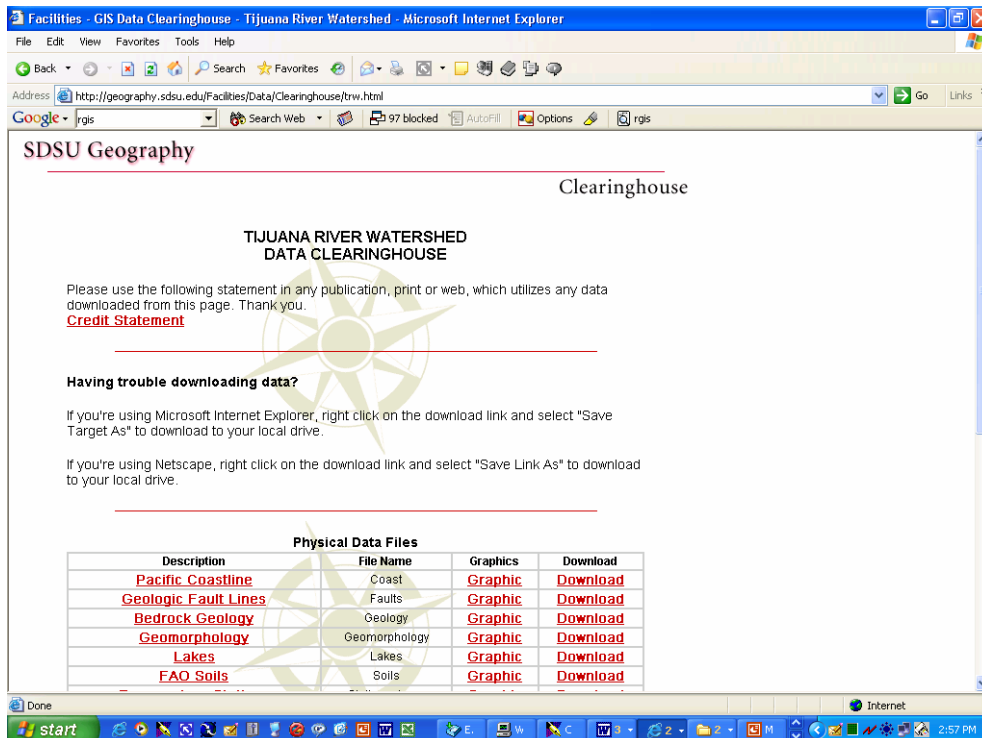 Facilities - GIS Data Clearinghouse - Tijuana River Watershed - Microsoft Internet Explorer
File Edit View Favorites Tools Help
Back Search Favorites
Address http://geography.sdsu.edu/Facilities/Data/Clearinghouse/trw.html Go Links
Google rgis Search Web 97 blocked AutoFill Options rgis
SDSU Geography
Clearinghouse
TIJUANA RIVER WATERSHED
DATA CLEARINGHOUSE
Please use the following statement in any publication, print or web, which utilizes any data
downloaded from this page. Thank you.
Credit Statement
Having trouble downloading data?
If you're using Microsoft Internet Explorer, right click on the download link and select "Save
Target As" to download to your local drive.
If you're using Netscape, right click on the download link and select "Save Link As" to download
to your local drive.
Physical Data Files
Description File Name Graphics Download
Pacific Coastline Coast Graphic Download
Geologic Fault Lines Faults Graphic Download
Bedrock Geology Geology Graphic Download
Geomorphology Geomorphology Graphic Download
Lakes Lakes Graphic Download
FAO Soils Soils Graphic Download
Done Internet
start E. W C 3 2 2 M 2:57 PM